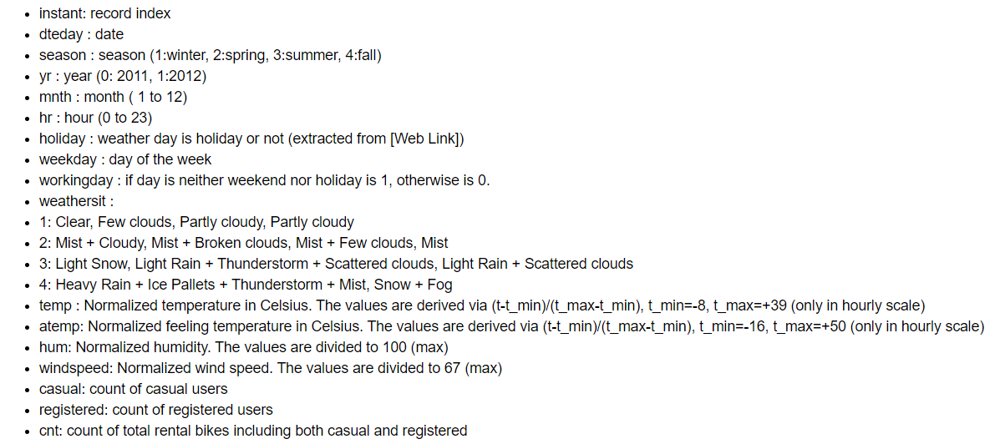 • instant: record index
• dteday : date
• season : season (1:winter, 2:spring, 3:summer, 4:fall)
• yr : year (0: 2011, 1:2012)
• mnth : month ( 1 to 12)
• hr : hour (0 to 23)
• holiday : weather day is holiday or not (extracted from [Web Link])
• weekday : day of the week
• workingday : if day is neither weekend nor holiday is 1, otherwise is 0.
• weathersit :
• 1: Clear, Few clouds, Partly cloudy, Partly cloudy
• 2: Mist + Cloudy, Mist + Broken clouds, Mist + Few clouds, Mist
• 3: Light Snow, Light Rain + Thunderstorm + Scattered clouds, Light Rain + Scattered clouds
• 4: Heavy Rain + Ice Pallets + Thunderstorm + Mist, Snow + Fog
• temp : Normalized temperature in Celsius. The values are derived via (t-t_min)/(t_max-t_min), t_min=-8, t_max=+39 (only in hourly scale)
• atemp: Normalized feeling temperature in Celsius. The values are derived via (t-t_min)/(t_max-t_min), t_min=-16, t_max=+50 (only in hourly scale)
• hum: Normalized humidity. The values are divided to 100 (max)
• windspeed: Normalized wind speed. The values are divided to 67 (max)
• casual: count of casual users
• registered: count of registered users
• cnt: count of total rental bikes including both casual and registered